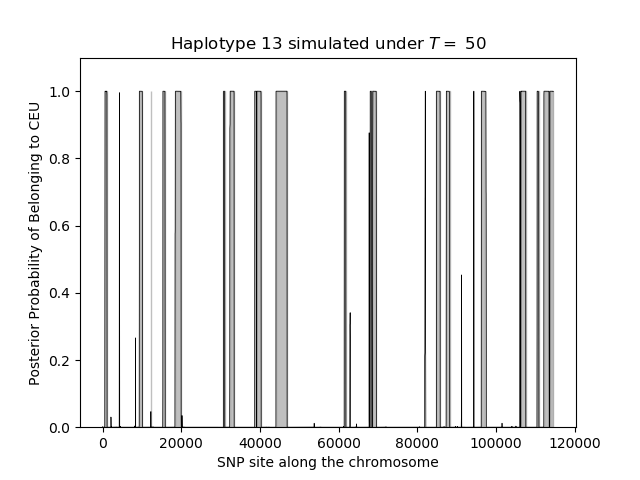 Haplotype 13 simulated under T = 50
Posterior Probability of Belonging to CEU
1.0
0.8
0.6
0.4
0.2
0.0
0 20000 40000 60000 80000 100000 120000
SNP site along the chromosome